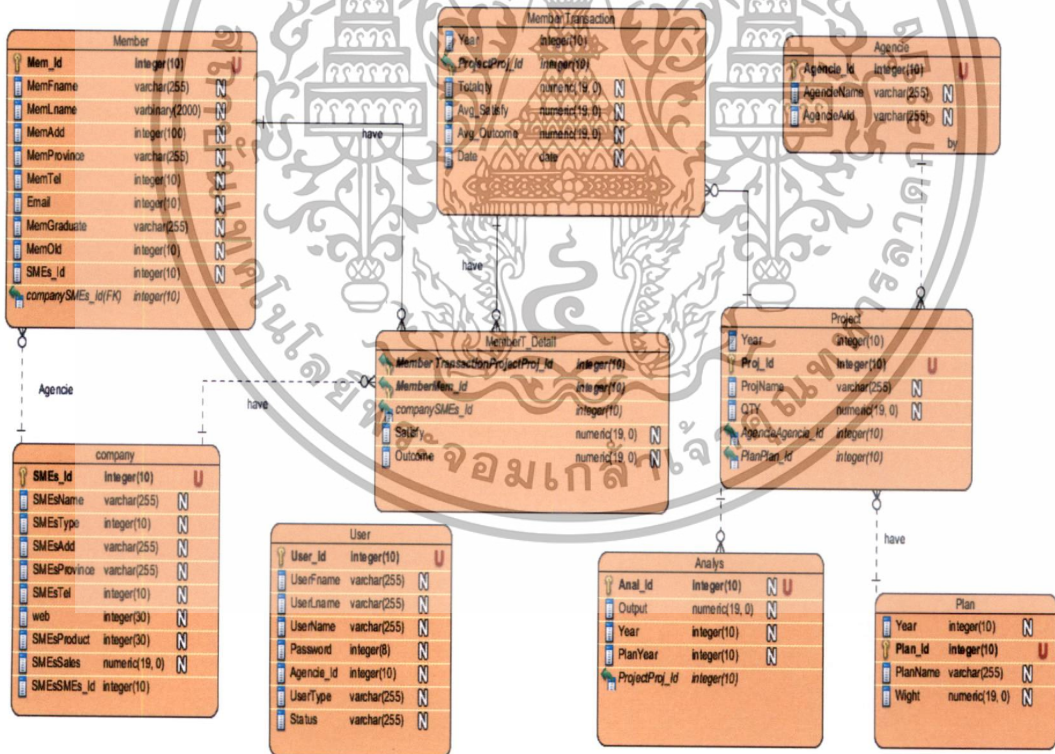 Member
Mem_Id integer(10) U
MemFname varchar(255) N
MemLname varbinary(2000) N
MemAdd integer(100) N
MemProvince varchar(255) N
MemTel integer(10) N
Email integer(10) N
MemGraduate varchar(255) N
MemOld integer(10) N
SMEs_Id integer(10) N
companySMEs_Id(FK) integer(10)
MemberTransaction
Year integer(10)
ProjectProj_Id integer(10)
Totalqty numeric(19, 0) N
Avg_Satisfy numeric(19, 0) N
Avg_Outcome numeric(19, 0) N
Date date N
Agencie
Agencie_Id integer(10) U
AgencieName varchar(255) N
AgencieAdd varchar(255) N
by
have
have
Agencie
have
MemberT_Detail
Member TransactionProjectProj_Id integer(10)
MemberMem_Id integer(10)
companySMEs_Id integer(10)
Satisfy numeric(19, 0) N
Outcome numeric(19, 0) N
Project
Year integer(10)
Proj_Id integer(10) U
ProjName varchar(255) N
QTY numeric(19, 0) N
AgencieAgencie_Id integer(10)
PlanPlan_Id integer(10)
have
company
SMEs_Id integer(10) U
SMEsName varchar(255) N
SMEsType integer(10) N
SMEsAdd varchar(255) N
SMEsProvince varchar(255) N
SMEsTel integer(10) N
web integer(30) N
SMEsProduct integer(30) N
SMEsSales numeric(19, 0) N
SMEsSMEs_Id integer(10)
User
User_Id integer(10) U
UserFname varchar(255) N
UserLname varchar(255) N
UserName varchar(255) N
Password integer(8) N
Agencie_Id integer(10) N
UserType varchar(255) N
Status varchar(255) N
Analys
Anal_Id integer(10) N U
Output numeric(19, 0) N
Year integer(10) N
PlanYear integer(10) N
ProjectProj_Id integer(10)
Plan
Year integer(10) N
Plan_Id integer(10) U
PlanName varchar(255) N
Wight numeric(19, 0) N